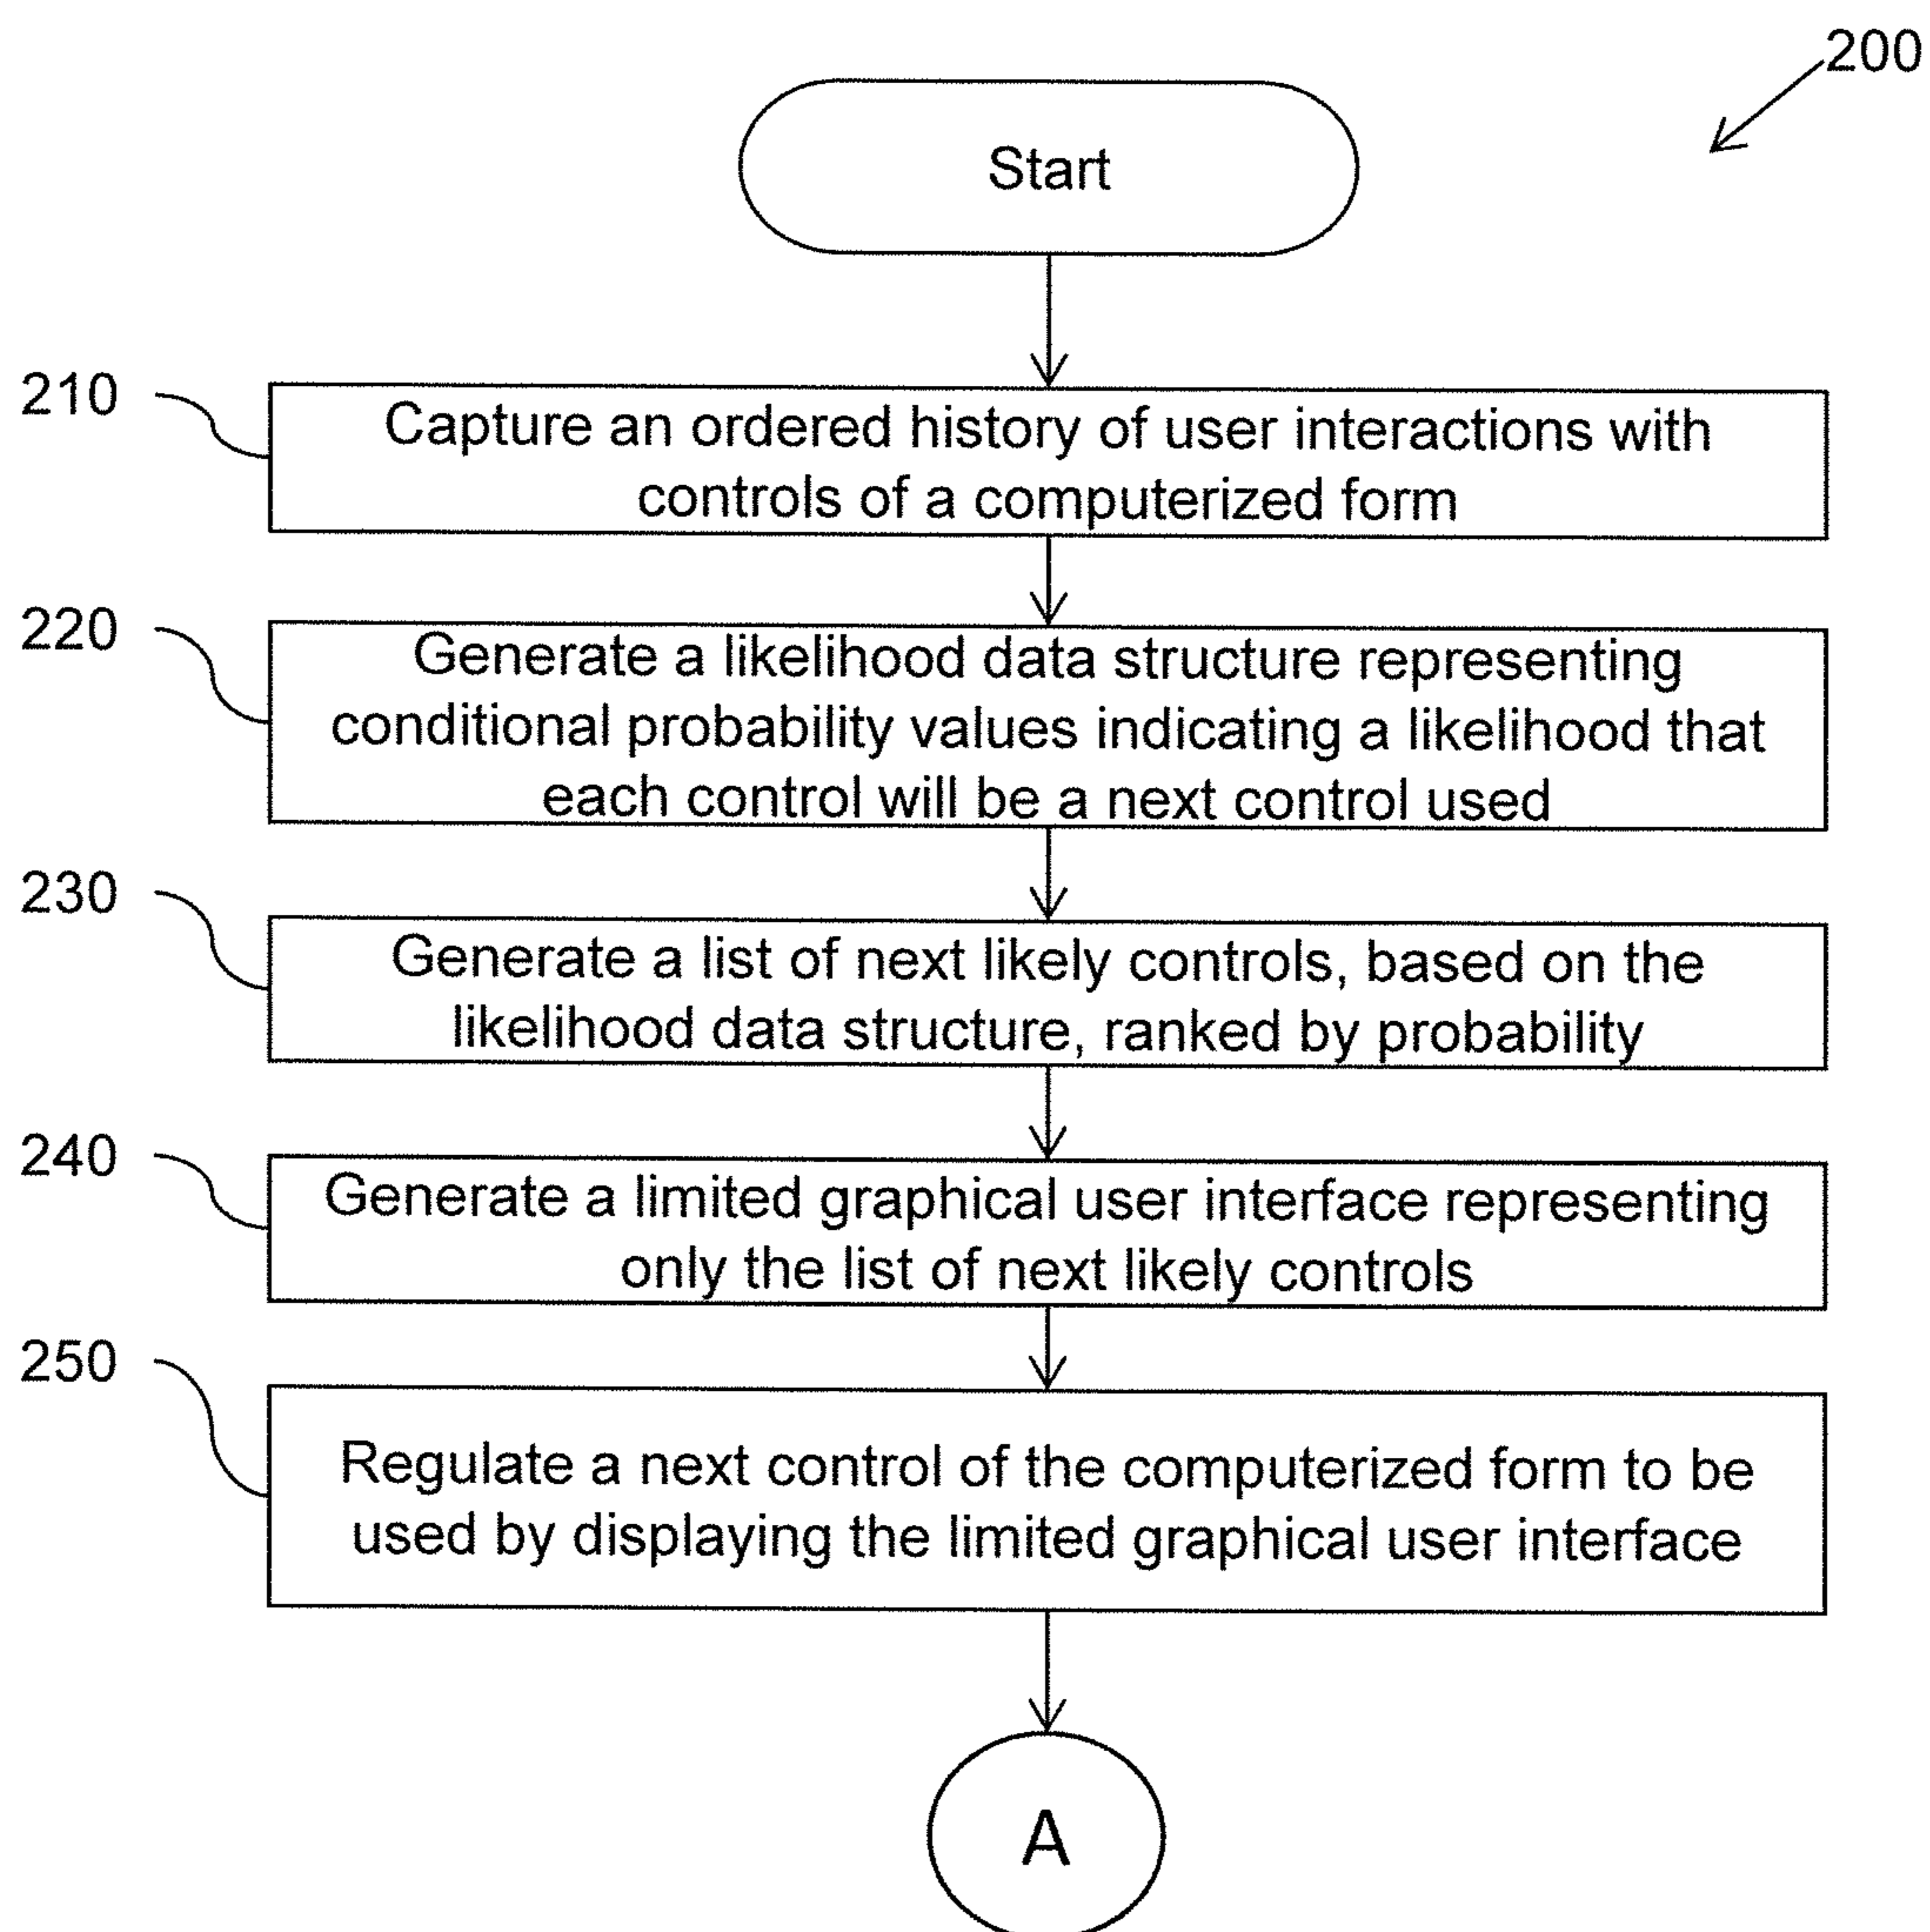 200
Start
210
Capture an ordered history of user interactions with
controls of a computerized form
220
Generate a likelihood data structure representing
conditional probability values indicating a likelihood that
each control will be a next control used
230
Generate a list of next likely controls, based on the
likelihood data structure, ranked by probability
240
Generate a limited graphical user interface representing
only the list of next likely controls
250
Regulate a next control of the computerized form to be
used by displaying the limited graphical user interface
A